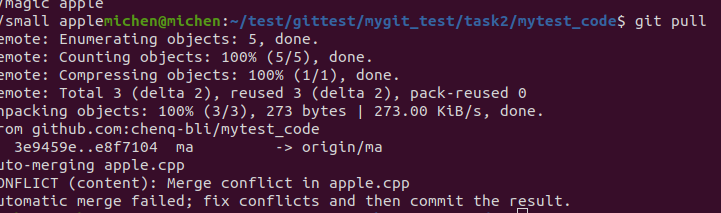 /magic apple
/small applemichen@michen:~/test/gittest/mygit_test/task2/mytest_code$ git pull
emote: Enumerating objects: 5, done.
emote: Counting objects: 100% (5/5), done.
emote: Compressing objects: 100% (1/1), done.
emote: Total 3 (delta 2), reused 3 (delta 2), pack-reused 0
npacking objects: 100% (3/3), 273 bytes | 273.00 KiB/s, done.
rom github.com:chenq-bli/mytest_code
3e9459e..e8f7104  ma         -> origin/ma
uto-merging apple.cpp
ONFLICT (content): Merge conflict in apple.cpp
utomatic merge failed; fix conflicts and then commit the result.